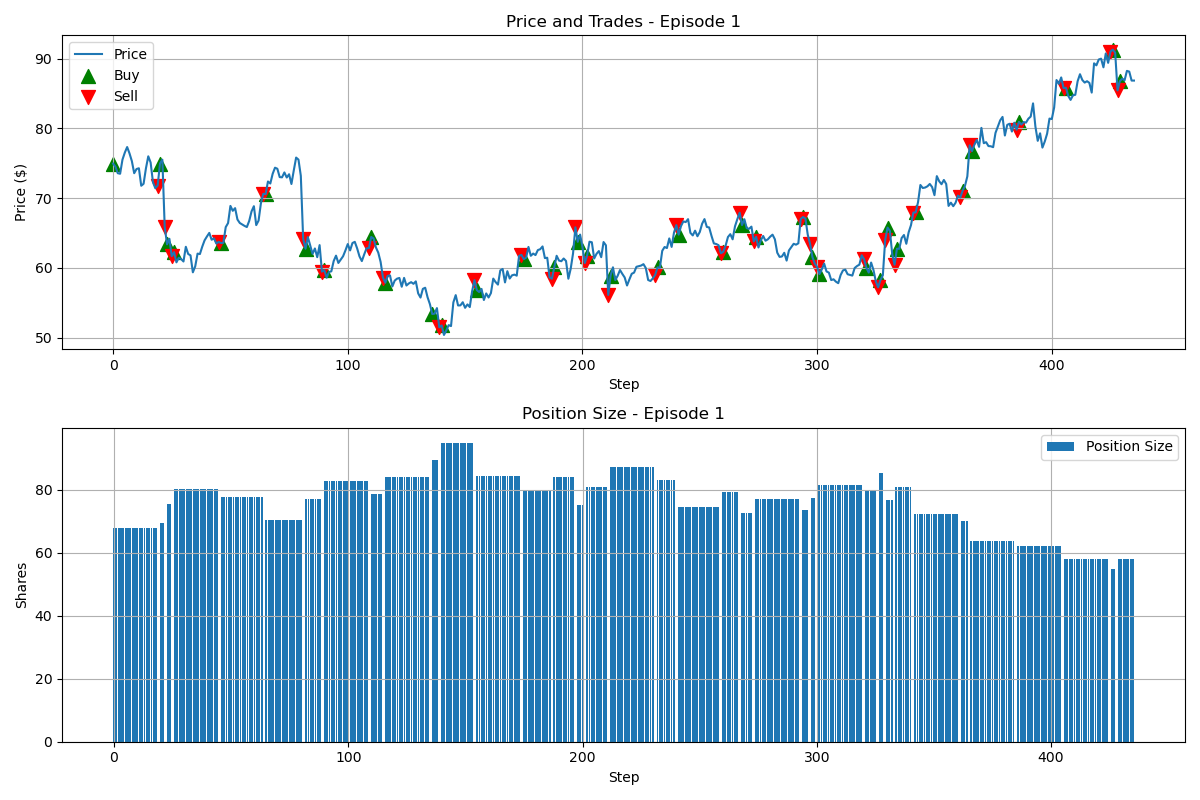 Price and Trades - Episode 1
Price
Buy
Sell
Price ($)
90
80
70
60
50
0
100
200
300
400
Step
Position Size - Episode 1
Position Size
Shares
80
60
40
20
0
0
100
200
300
400
Step